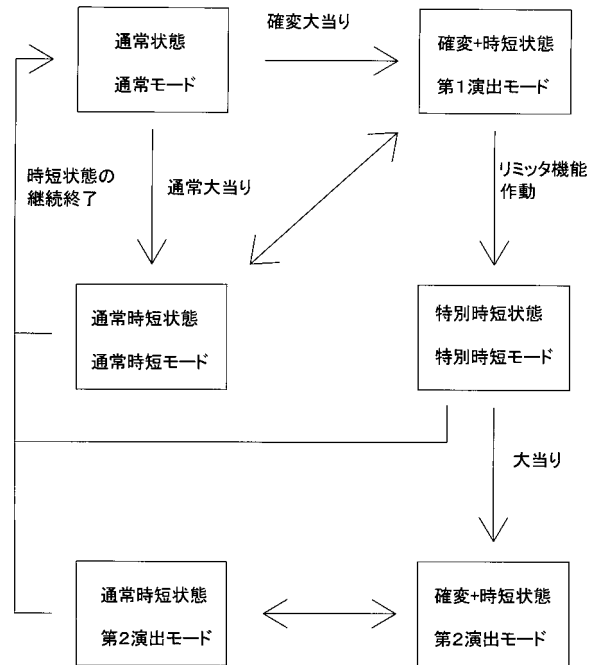 通常状態
通常モード
確変大当り
確変+時短状態
第1演出モード
時短状態の
継続終了
通常大当り
リミッタ機能
作動
通常時短状態
通常時短モード
特別時短状態
特別時短モード
大当り
通常時短状態
第2演出モード
確変+時短状態
第2演出モード